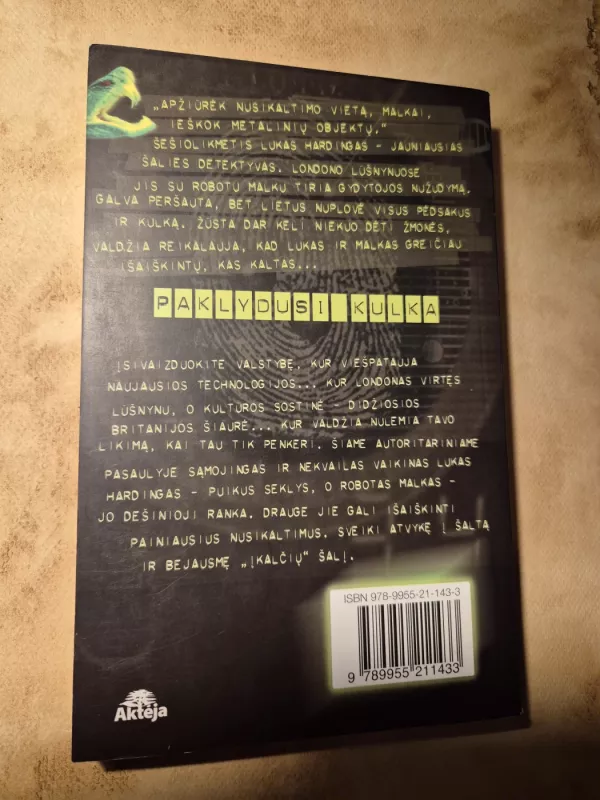 „APŽIŪRĖK NUSIKALTIMO VIETĄ, MALKAI,
IEŠKOK METALINIŲ OBJEKTŲ.“
ŠEŠIOLIKMETIS LUKAS HARDINGAS – JAUNIAUSIAS
ŠALIES DETEKTYVAS. LONDONO LŪŠNYNUOSE
JIS SU ROBOTU MALKU TIRIA GYDYTOJOS NUŽUDYMĄ.
GALVA PERŠAUTA, BET LIETUS NUPLOVĖ VISUS PĖDSAKUS
IR KULKĄ. ŽŪSTA DAR KELI NIEKUO DĖTI ŽMONĖS,
VALDŽIA REIKALAUJA, KAD LUKAS IR MALKAS GREIČIAU
IŠAIŠKINTŲ, KAS KALTAS...
PAKLYDUSI KULKA
ĮSIVAIZDUOKITE VALSTYBĘ, KUR VIEŠPATAUJA
NAUJAUSIOS TECHNOLOGIJOS... KUR LONDONAS VIRTĘS
LŪŠNYNU, O KULTŪROS SOSTINĖ – DIDŽIOSIOS
BRITANIJOS ŠIAURĖ... KUR VALDŽIA NULEMIA TAVO
LIKIMĄ, KAI TAU TIK PENKERI. ŠIAME AUTORITARINIAME
PASAULYJE SĄMOJINGAS IR NEKVAILAS VAIKINAS LUKAS
HARDINGAS – PUIKUS SEKLYS, O ROBOTAS MALKAS –
JO DEŠINIOJI RANKA. DRAUGE JIE GALI IŠAIŠKINTI
PAINIAUSIUS NUSIKALTIMUS. SVEIKI ATVYKĘ Į ŠALTĄ
IR BEJAUSMĘ „ĮKALČIŲ“ ŠALĮ.
ISBN 978-9955-21-143-3
9 789955 211433
Aktėja